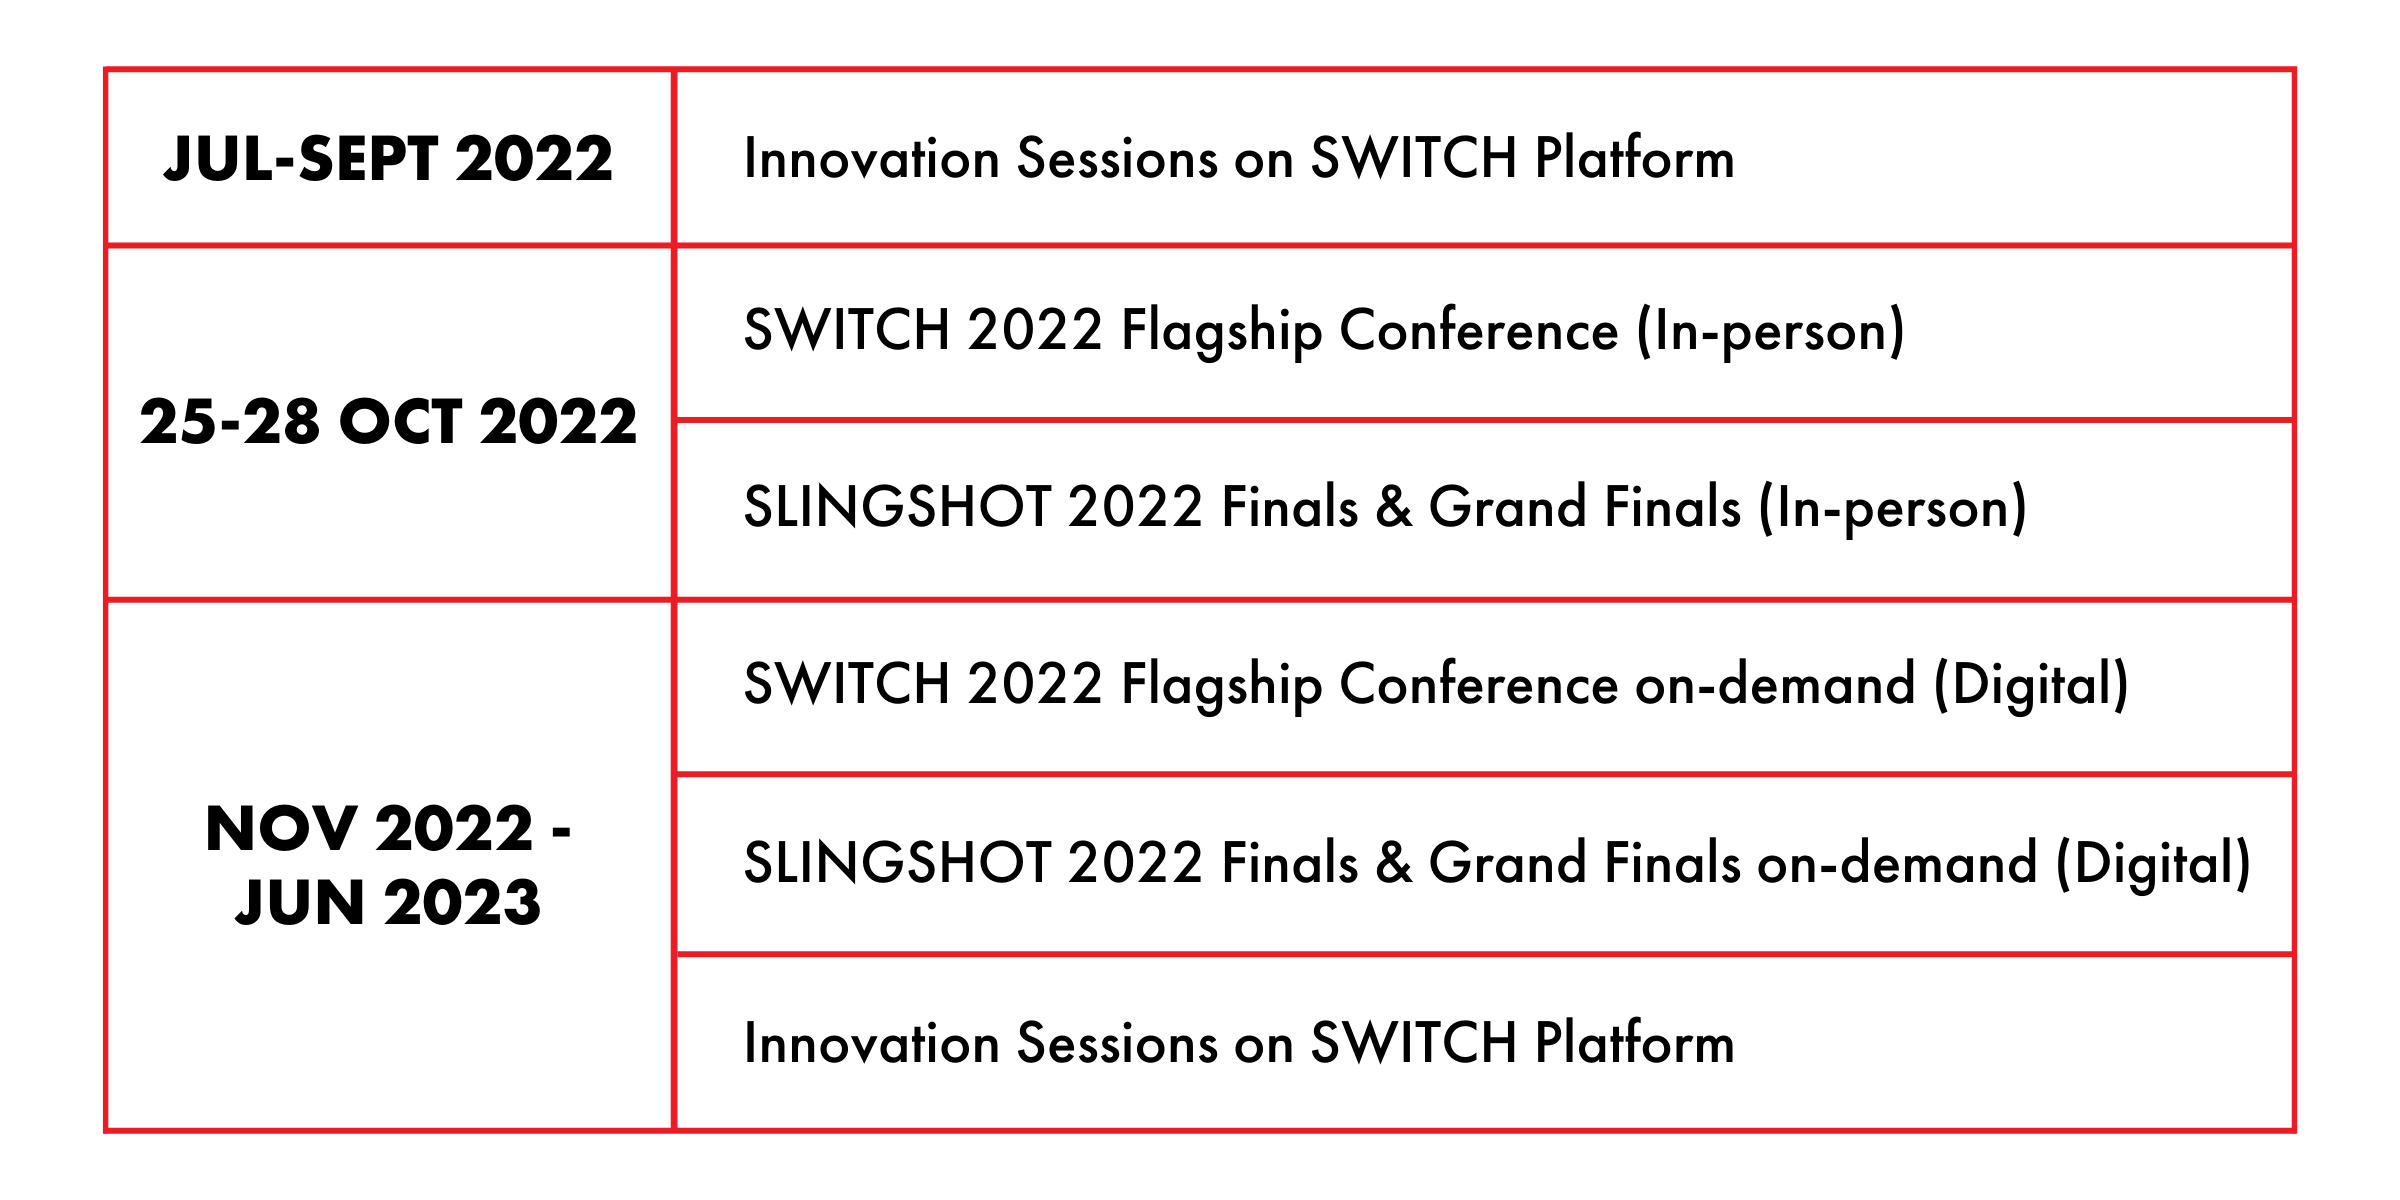 JUL-SEPT 2022
Innovation Sessions on SWITCH Platform
25-28 OCT 2022
SWITCH 2022 Flagship Conference (In-person)
SLINGSHOT 2022 Finals & Grand Finals (In-person)
NOV 2022 -
JUN 2023
SWITCH 2022 Flagship Conference on-demand (Digital)
SLINGSHOT 2022 Finals & Grand Finals on-demand (Digital)
Innovation Sessions on SWITCH Platform